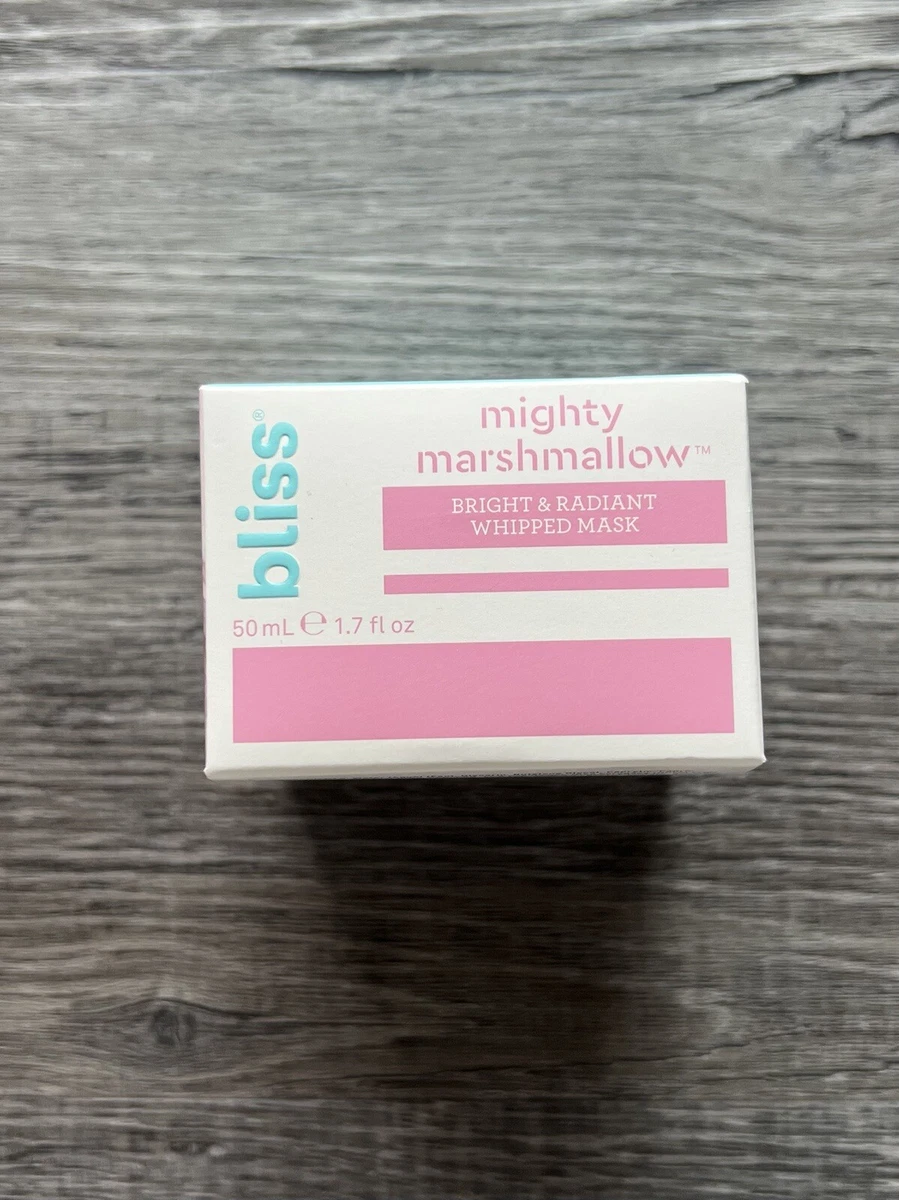 bliss®
mighty
marshmallow™
BRIGHT & RADIANT
WHIPPED MASK
50 mL ℮ 1.7 fl oz